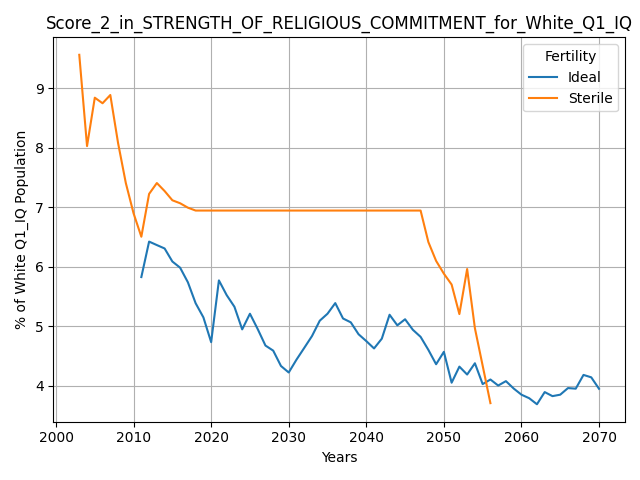 Score_2_in_STRENGTH_OF_RELIGIOUS_COMMITMENT_for_White_Q1_IQ
% of White Q1_IQ Population
9
8
7
6
5
4
Fertility
Ideal
Sterile
2000 2010 2020 2030 2040 2050 2060 2070
Years